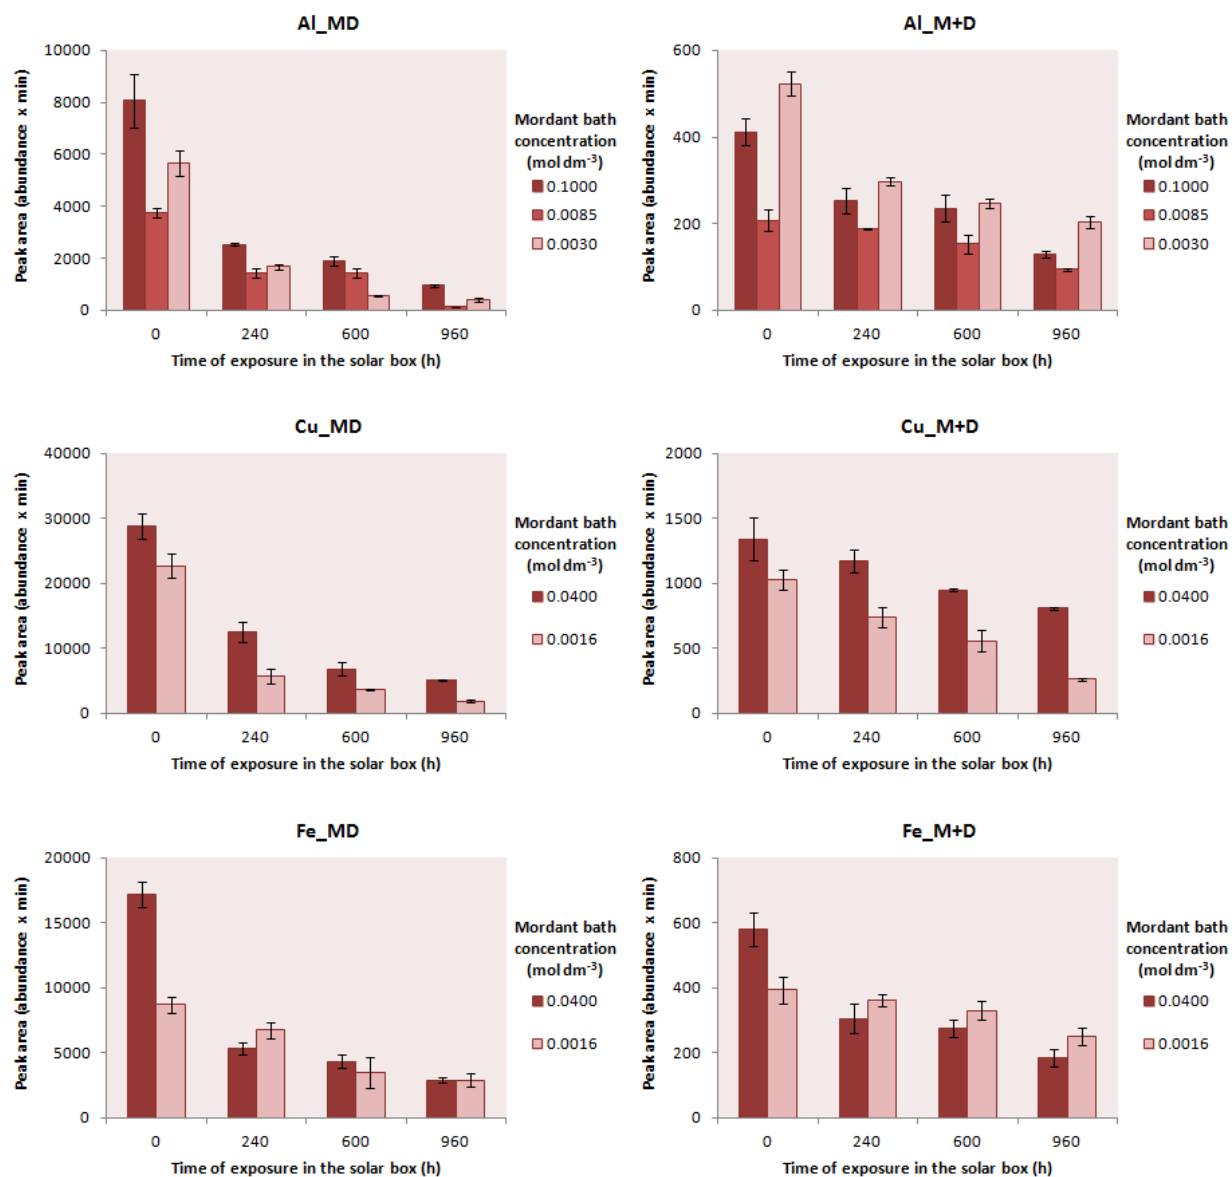 Al_MD
Peak area (abundance x min)
10000
8000
6000
4000
2000
0
0 240 600 960
Time of exposure in the solar box (h)
Mordant bath
concentration
(mol dm-3)
0.1000
0.0085
0.0030
Al_M+D
Peak area (abundance x min)
600
400
200
0
0 240 600 960
Time of exposure in the solar box (h)
Mordant bath
concentration
(mol dm-3)
0.1000
0.0085
0.0030
Cu_MD
Peak area (abundance x min)
40000
30000
20000
10000
0
0 240 600 960
Time of exposure in the solar box (h)
Mordant bath
concentration
(mol dm-3)
0.0400
0.0016
Cu_M+D
Peak area (abundance x min)
2000
1500
1000
500
0
0 240 600 960
Time of exposure in the solar box (h)
Mordant bath
concentration
(mol dm-3)
0.0400
0.0016
Fe_MD
Peak area (abundance x min)
20000
15000
10000
5000
0
0 240 600 960
Time of exposure in the solar box (h)
Mordant bath
concentration
(mol dm-3)
0.0400
0.0016
Fe_M+D
Peak area (abundance x min)
800
600
400
200
0
0 240 600 960
Time of exposure in the solar box (h)
Mordant bath
concentration
(mol dm-3)
0.0400
0.0016